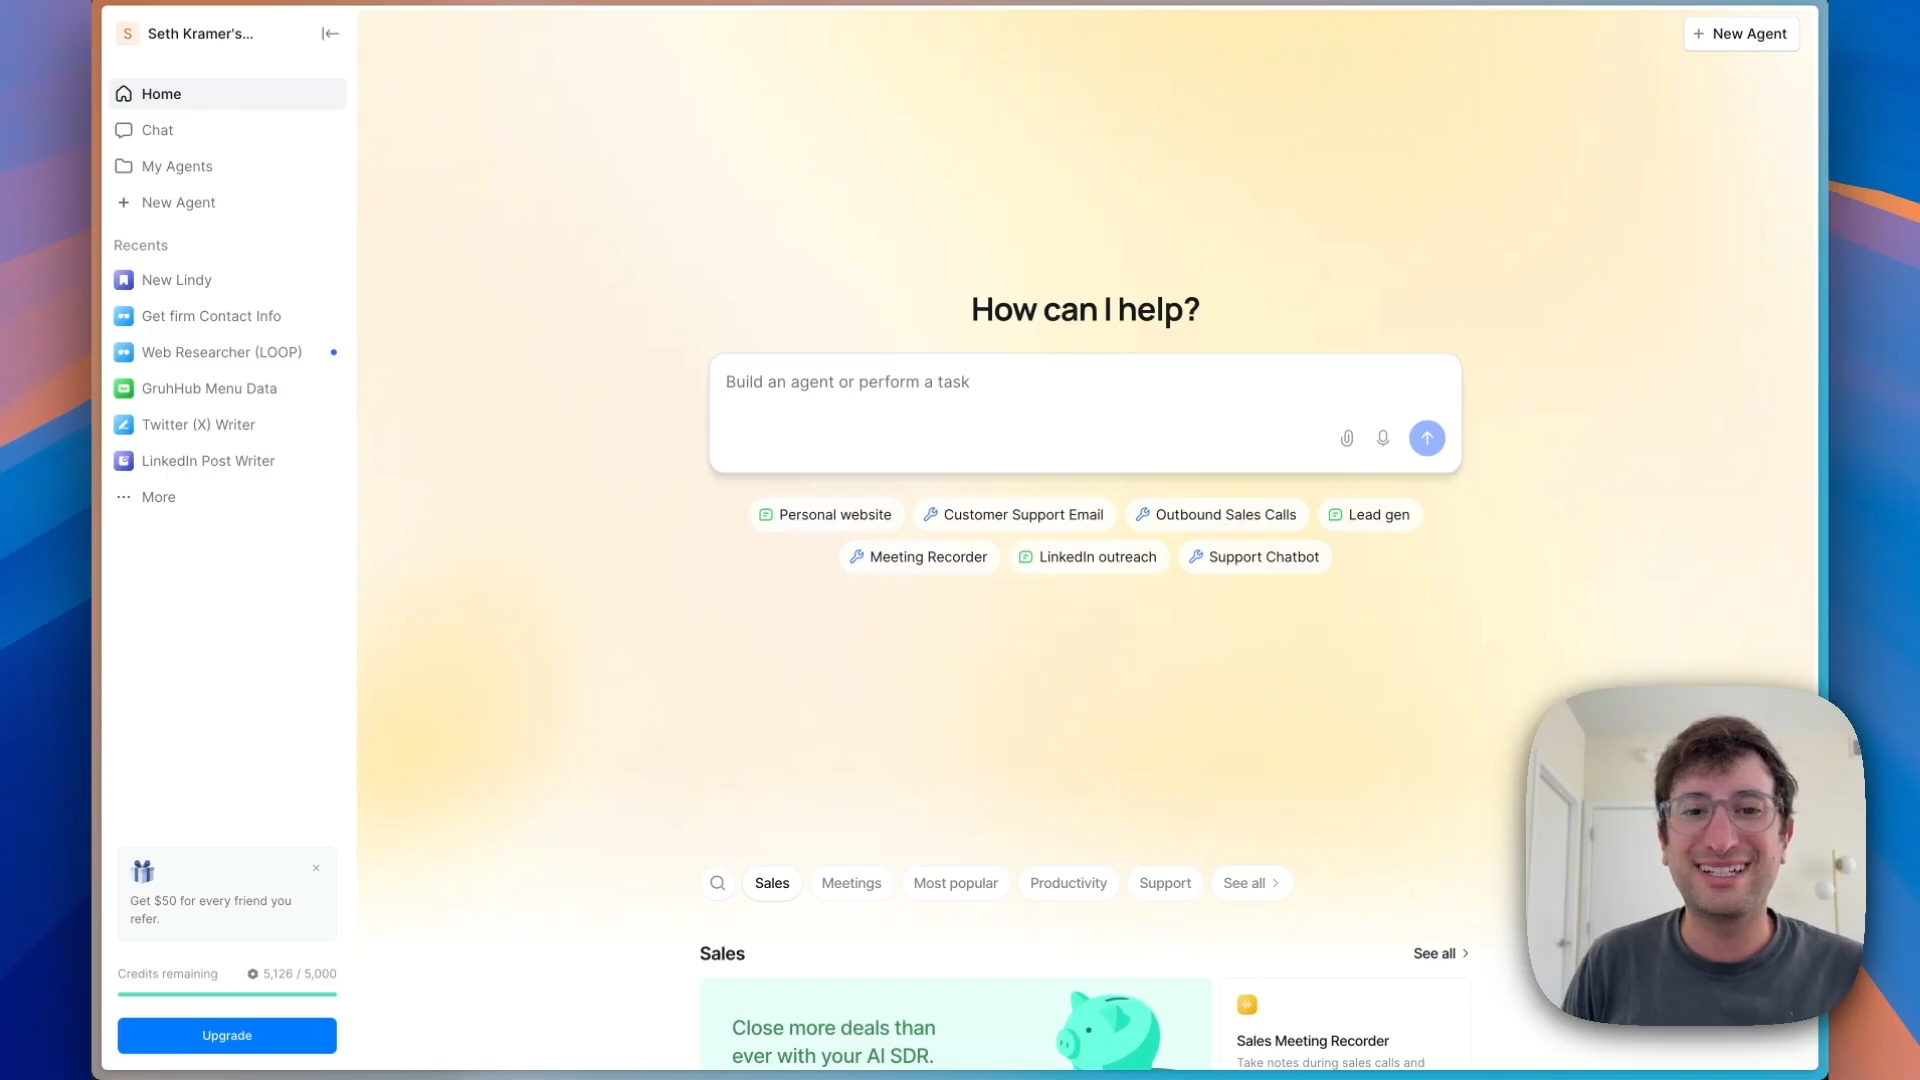 S Seth Kramer's...
New Agent
Home
Chat
My Agents
New Agent
Recents
New Lindy
Get firm Contact Info
Web Researcher (LOOP)
GruhHub Menu Data
Twitter (X) Writer
LinkedIn Post Writer
More
How can I help?
Build an agent or perform a task
Personal website
Customer Support Email
Outbound Sales Calls
Lead gen
Meeting Recorder
LinkedIn outreach
Support Chatbot
Get $50 for every friend you
refer.
Credits remaining 5,126 / 5,000
Upgrade
Sales
Meetings
Most popular
Productivity
Support
See all
Sales
See all
Close more deals than
ever with your AI SDR.
Sales Meeting Recorder
Take notes during sales calls and